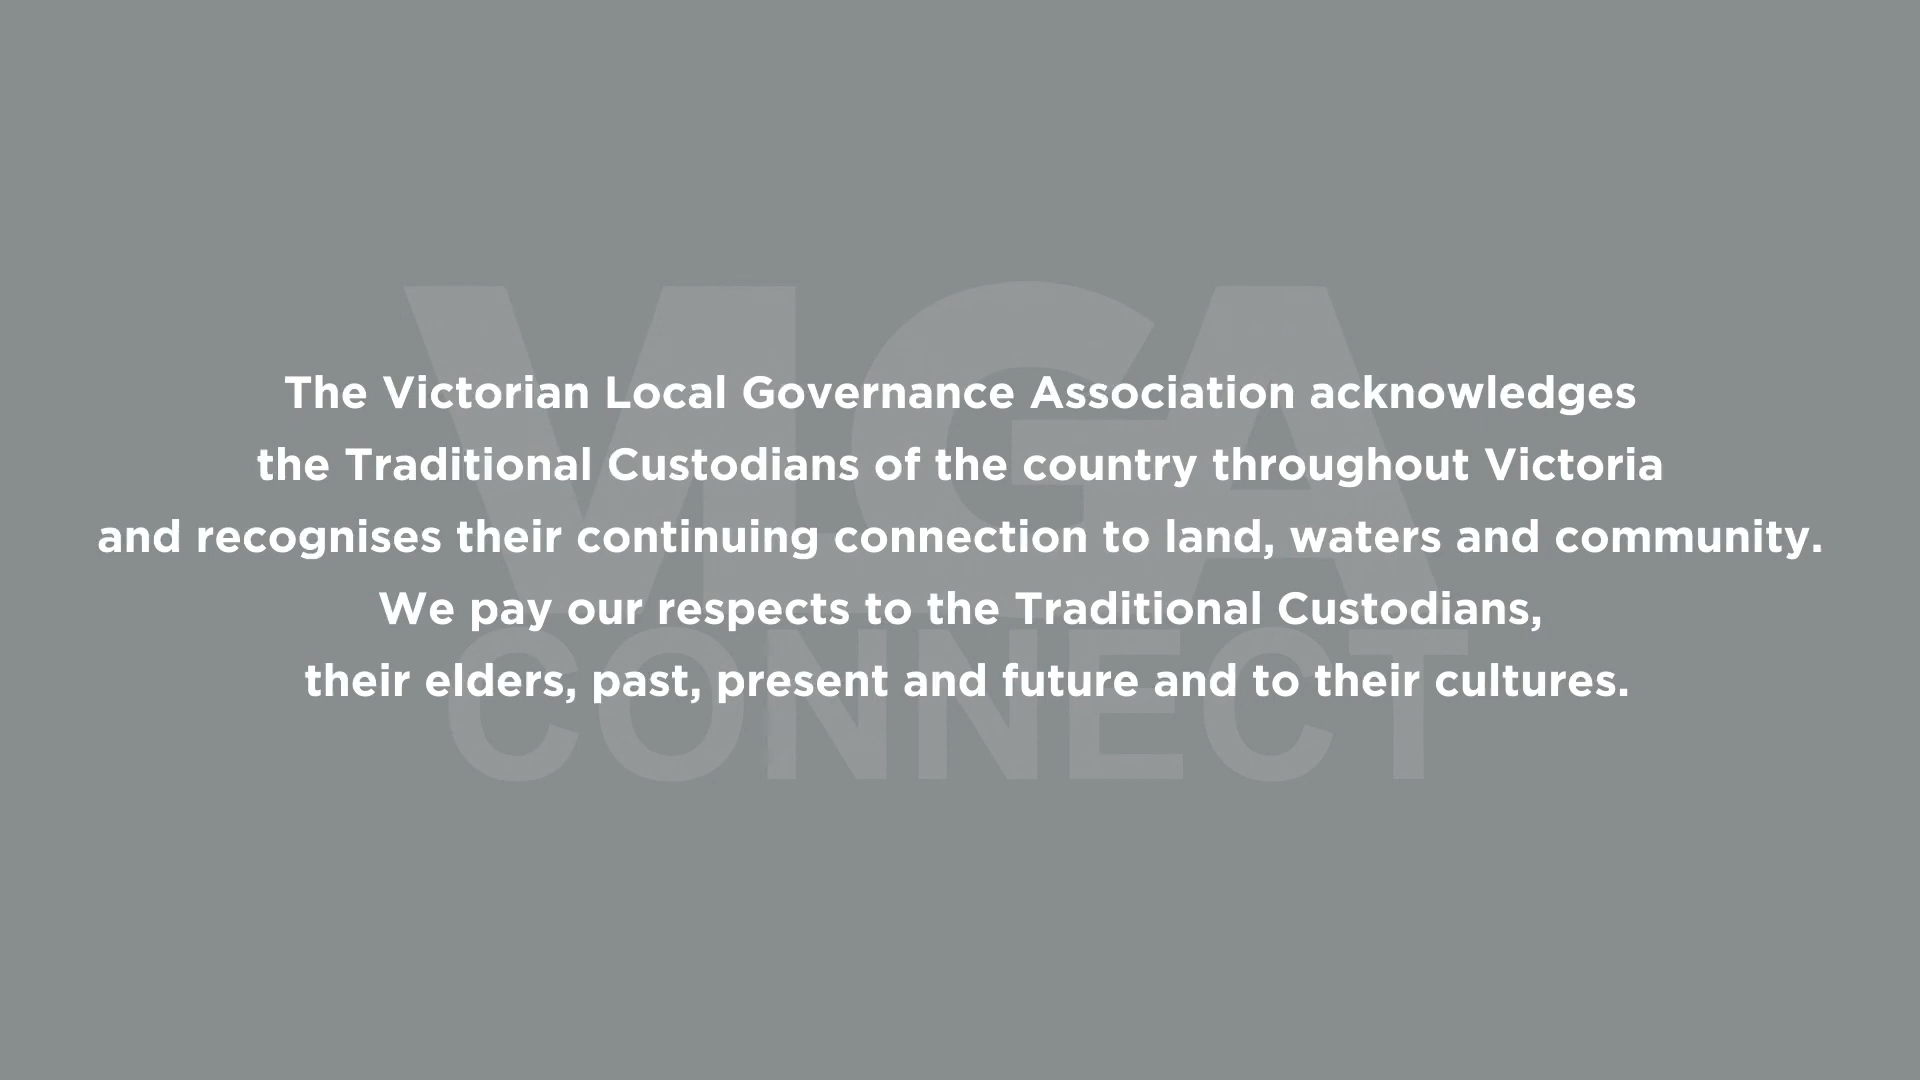 The Victorian Local Governance Association acknowledges
the Traditional Custodians of the country throughout Victoria
and recognises their continuing connection to land, waters and community.
We pay our respects to the Traditional Custodians,
their elders, past, present and future and to their cultures.
VLGA
CONNECT